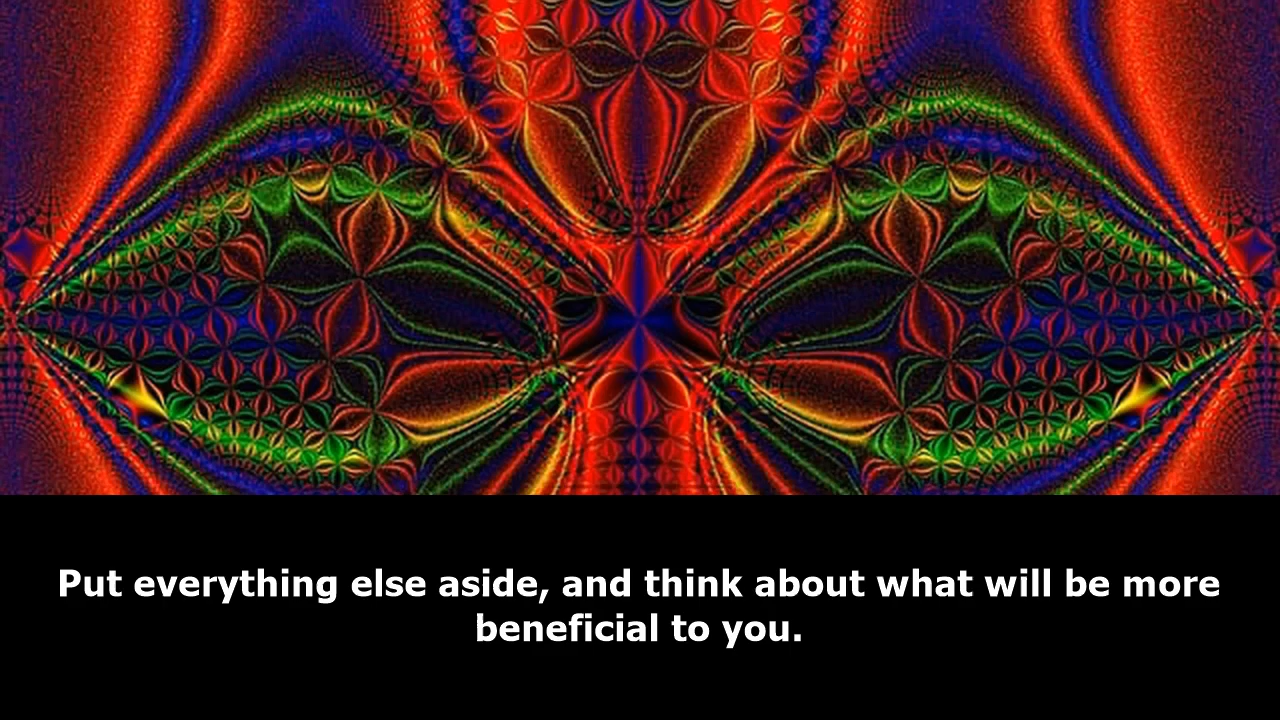 Put everything else aside, and think about what will be more
beneficial to you.